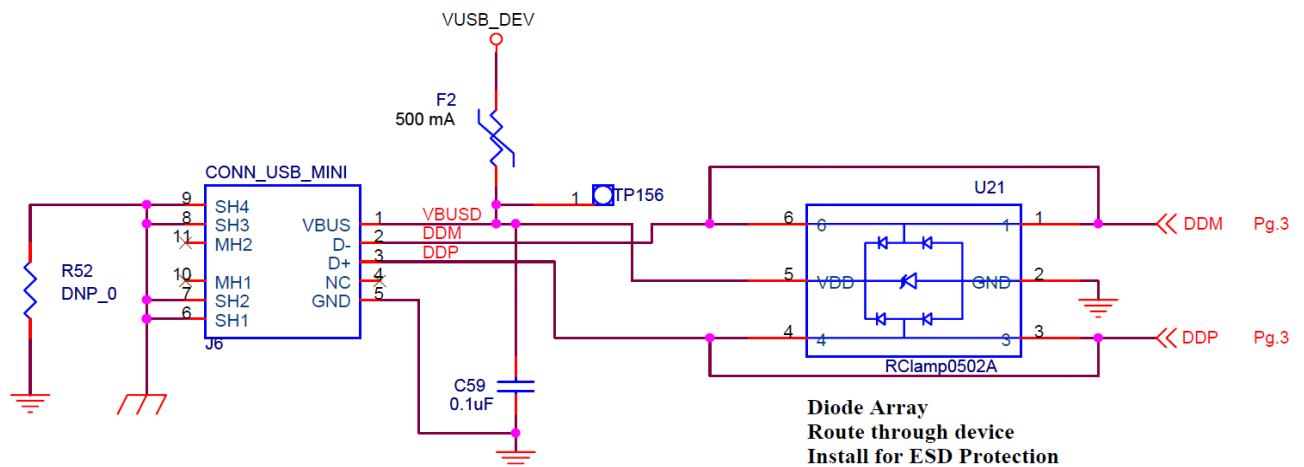 VUSB_DEV
F2
500 mA
CONN_USB_MINI
1
TP156
U21
9
SH4
8
SH3
11
MH2
10
MH1
7
SH2
6
SH1
J6
VBUS
1
VBUSD
D-
2
DDM
D+
3
DDP
NC
4
GND
5
R52
DNP_0
C59
0.1uF
6
6
1
1
DDM
Pg.3
5
VDD
GND
2
4
4
3
3
DDP
Pg.3
RClamp0502A
Diode Array
Route through device
Install for ESD Protection